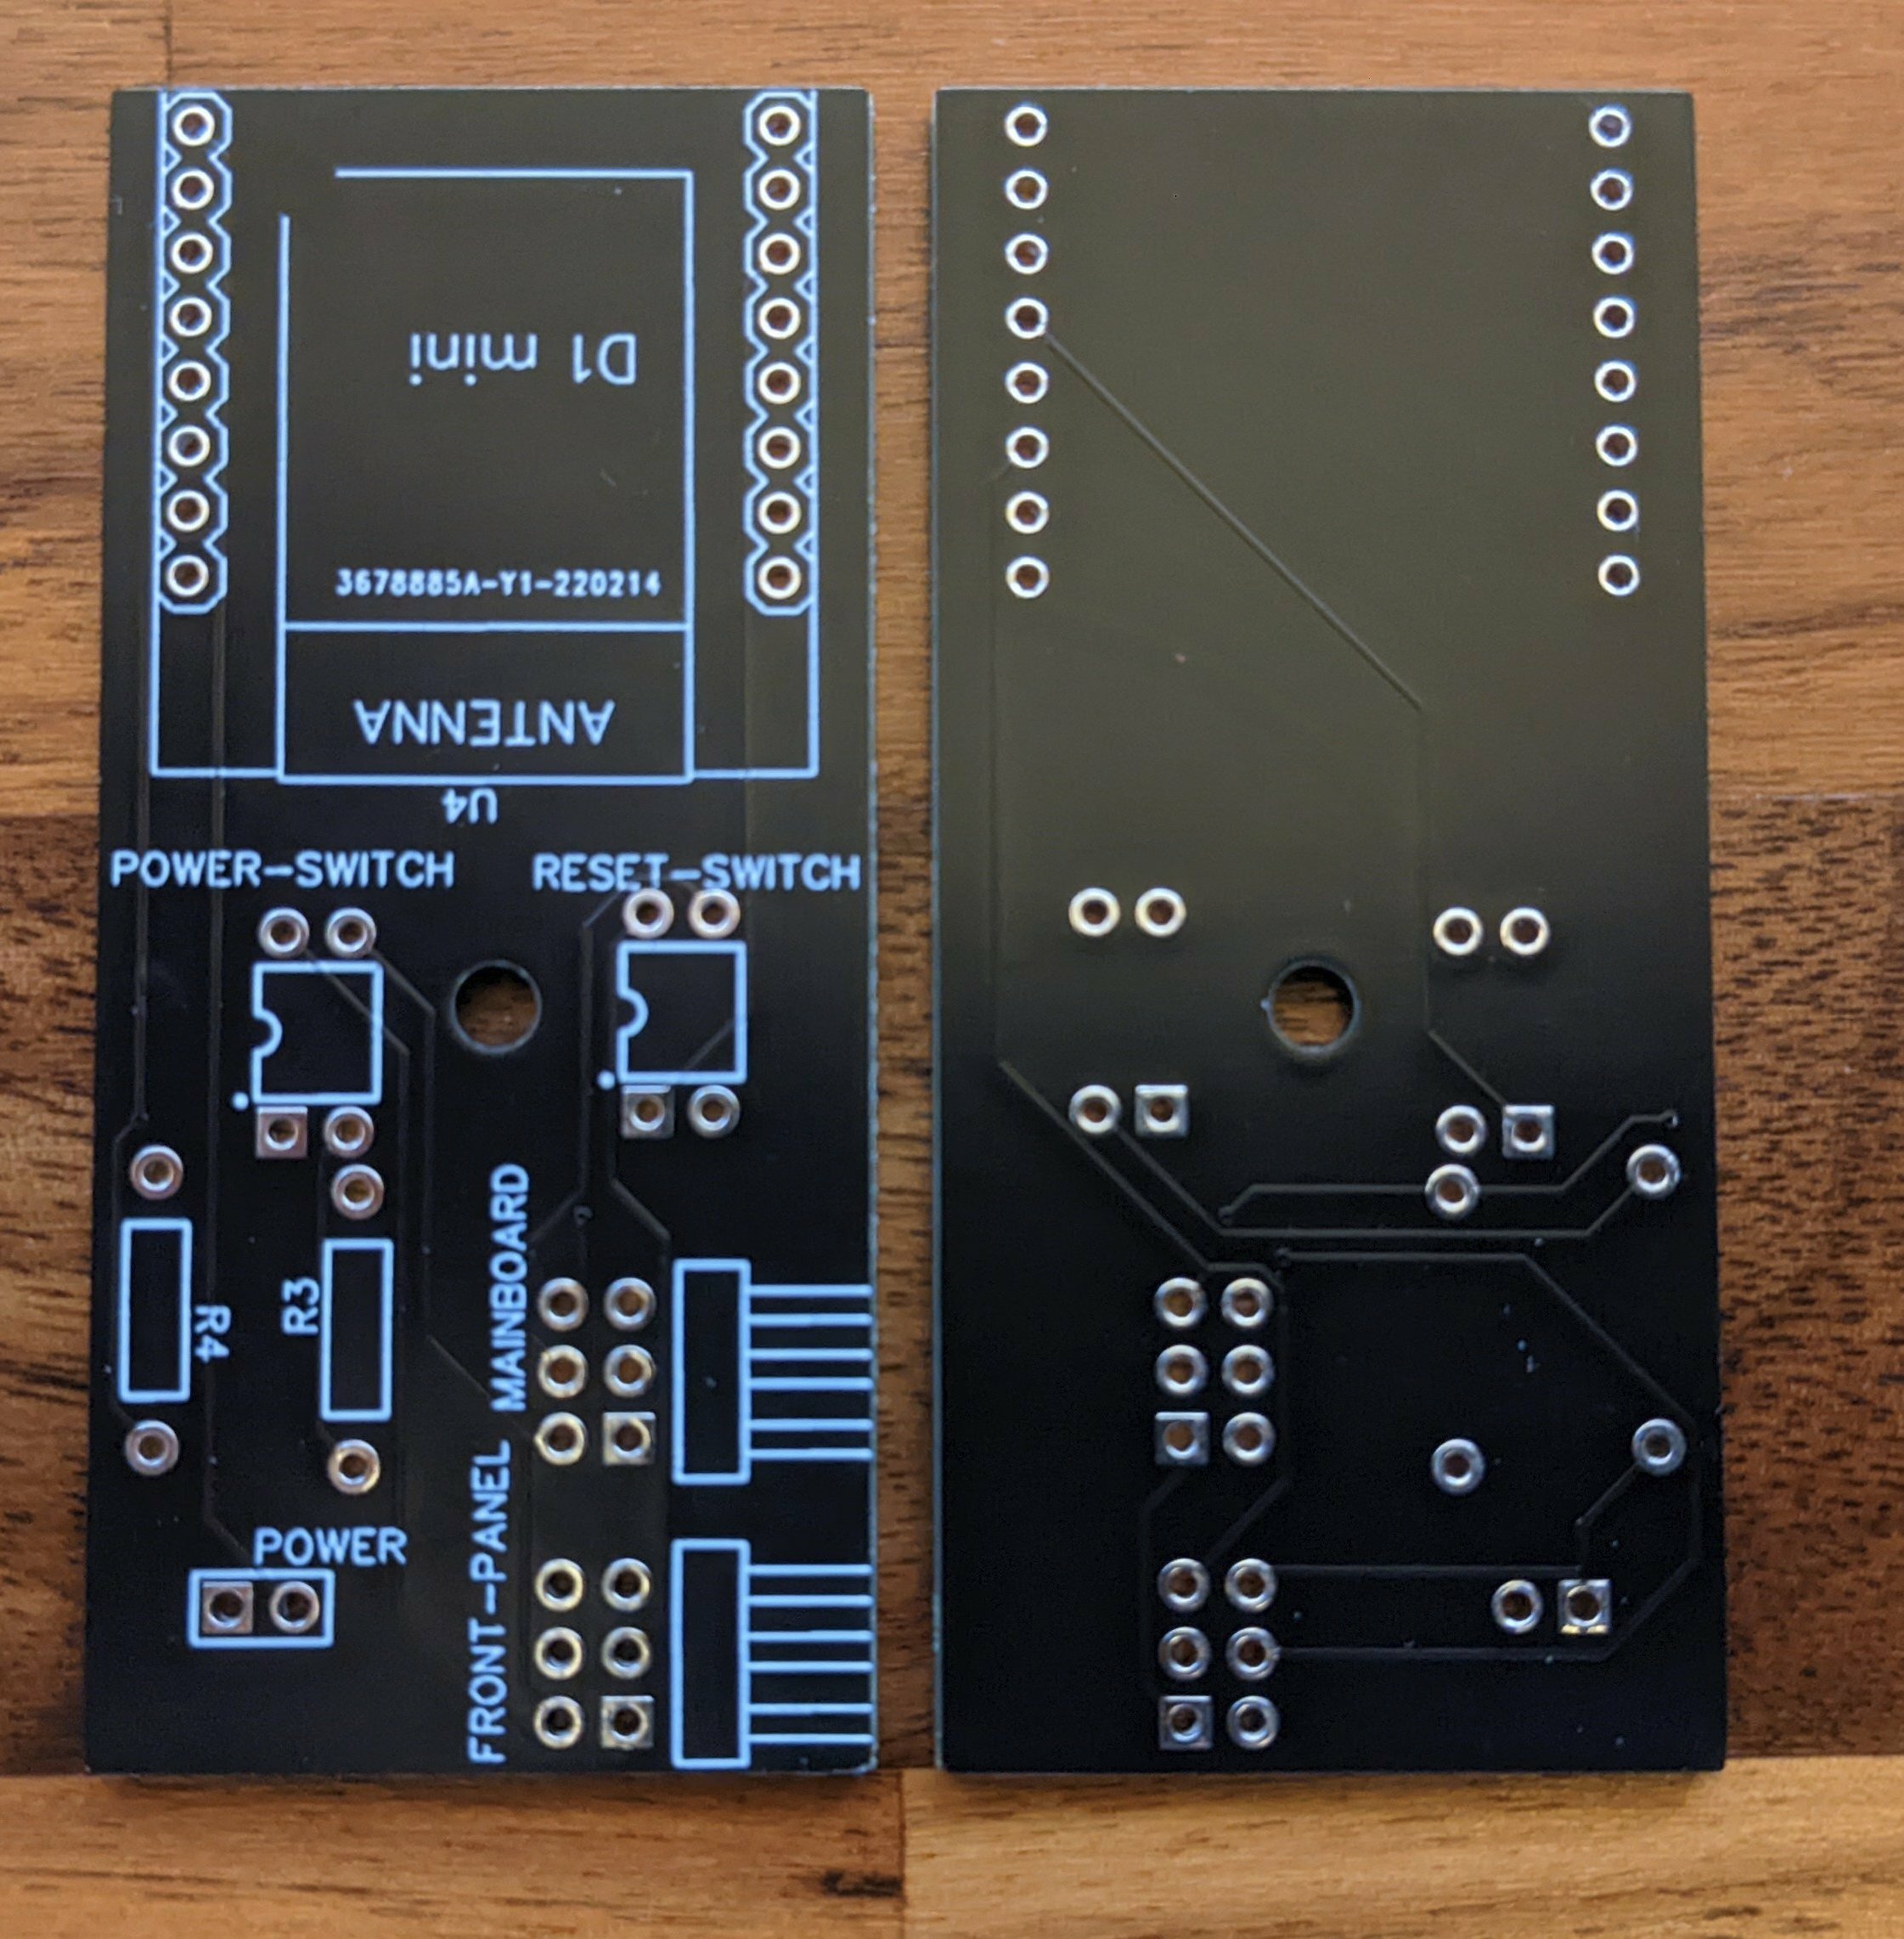 D1 mini
3678885A-Y1-220214
ANTENNA
U4
POWER-SWITCH
RESET-SWITCH
MAINBOARD
R4
R3
FRONT-PANEL
POWER